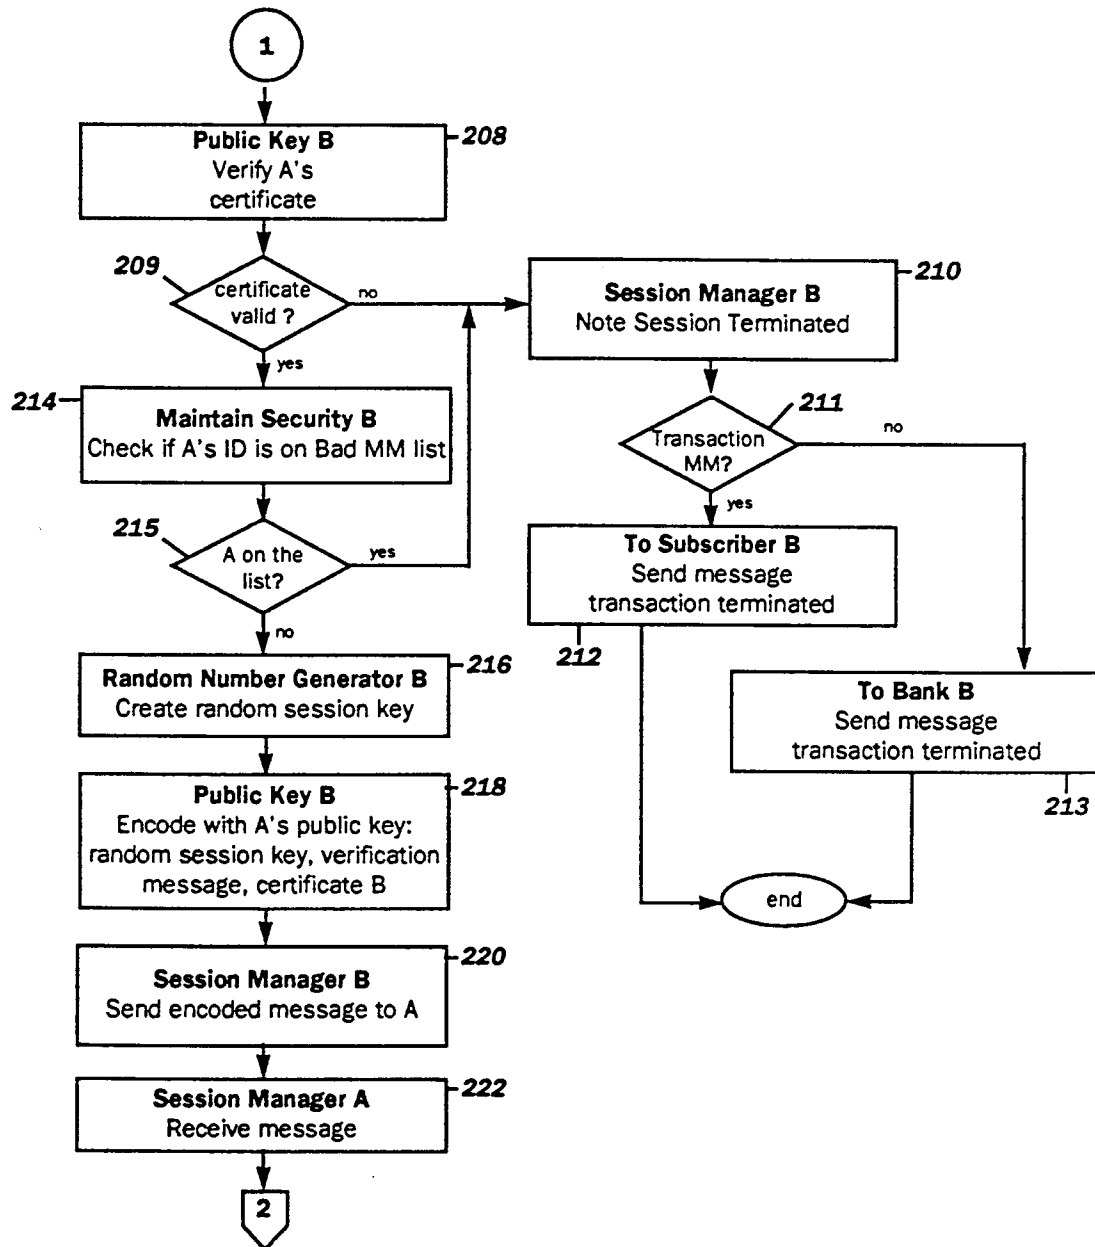 1
Public Key B
Verify A's
certificate
208
209
certificate
valid ?
no
yes
Session Manager B
Note Session Terminated
210
214
Maintain Security B
Check if A's ID is on Bad MM list
211
Transaction
MM?
no
yes
215
A on the
list?
yes
no
To Subscriber B
Send message
transaction terminated
212
Random Number Generator B
Create random session key
216
To Bank B
Send message
transaction terminated
213
Public Key B
Encode with A's public key:
random session key, verification
message, certificate B
218
end
Session Manager B
Send encoded message to A
220
Session Manager A
Receive message
222
2